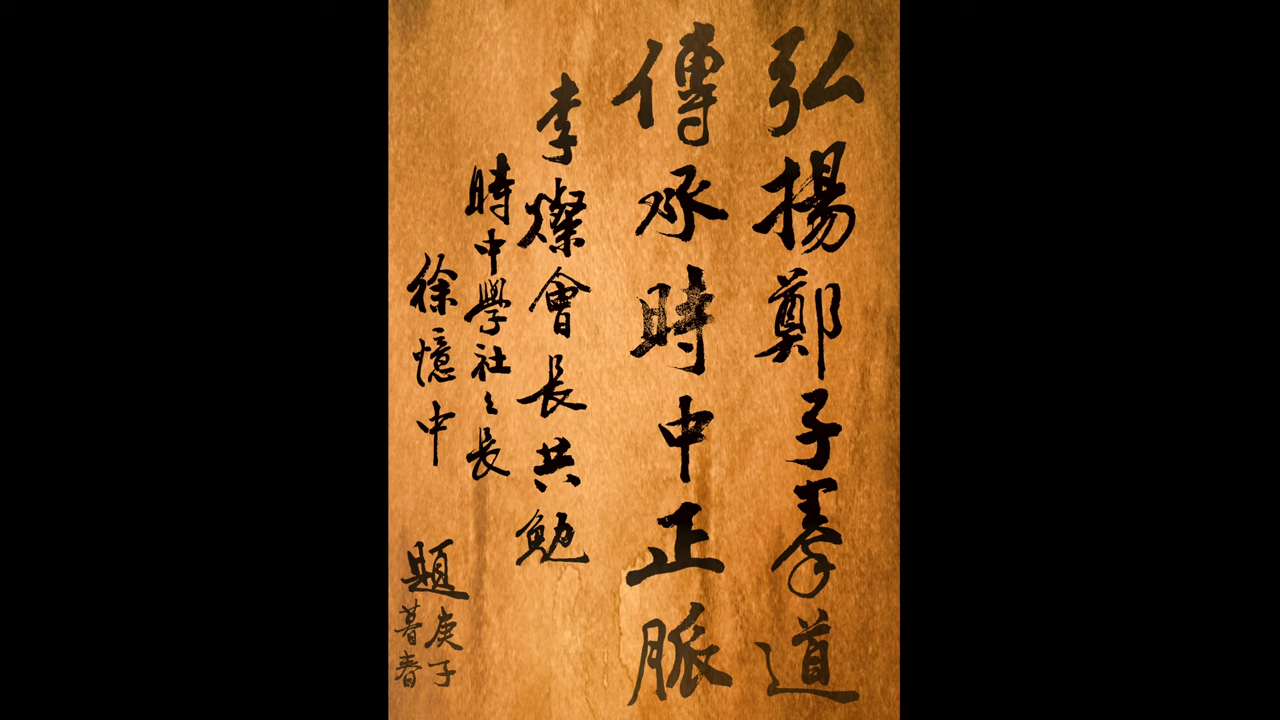 弘揚鄭子拳道
傳承時中正脈
李燦會長共勉
時中學社之長
徐憶中
題
庚子
暮春